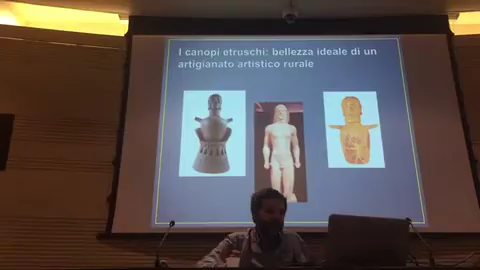 I canopi etruschi: bellezza ideale di un
artigianato artistico rurale